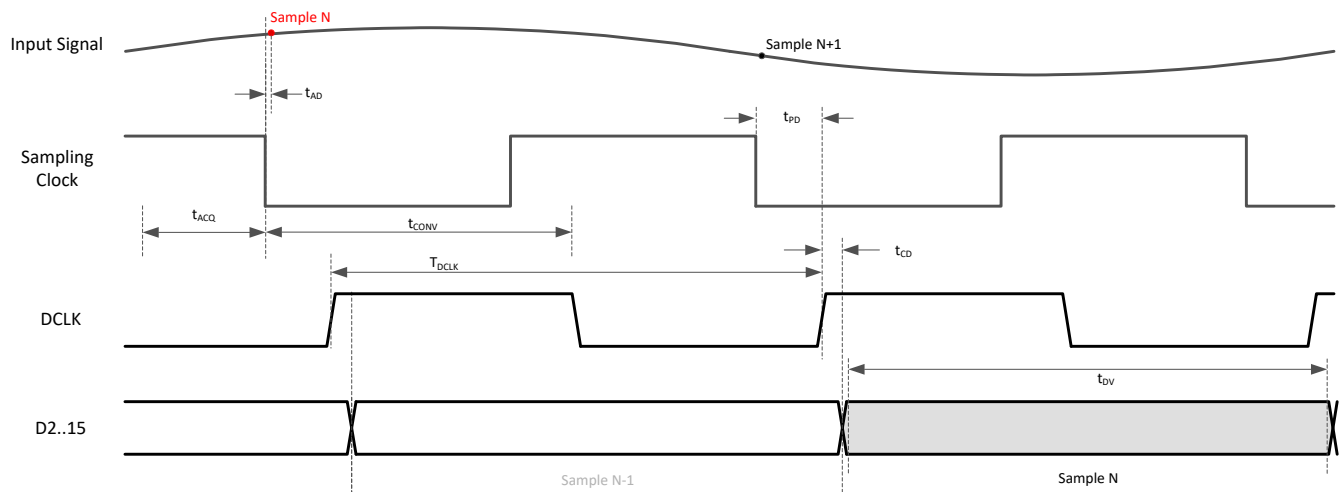 Sample N
Input Signal
Sample N+1
tAD
tPD
Sampling
Clock
tACQ
tCONV
tCD
TDCLK
DCLK
tDV
D2..15
Sample N-1
Sample N